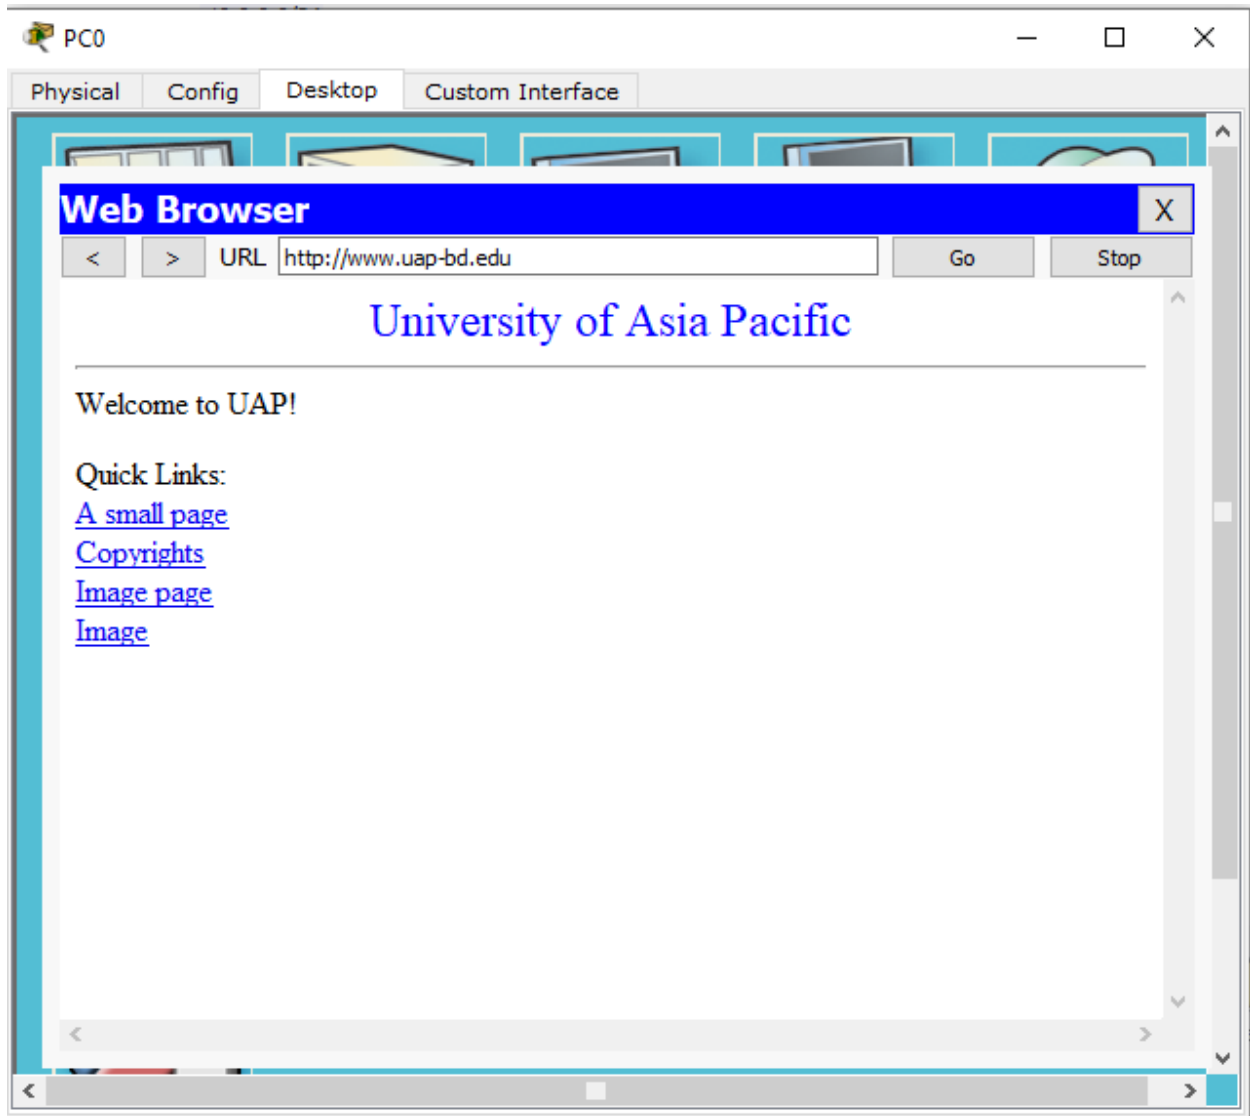 PC0
Physical Config Desktop Custom Interface
Web Browser X
< > URL http://www.uap-bd.edu Go Stop
University of Asia Pacific
Welcome to UAP!
Quick Links:
A small page
Copyrights
Image page
Image